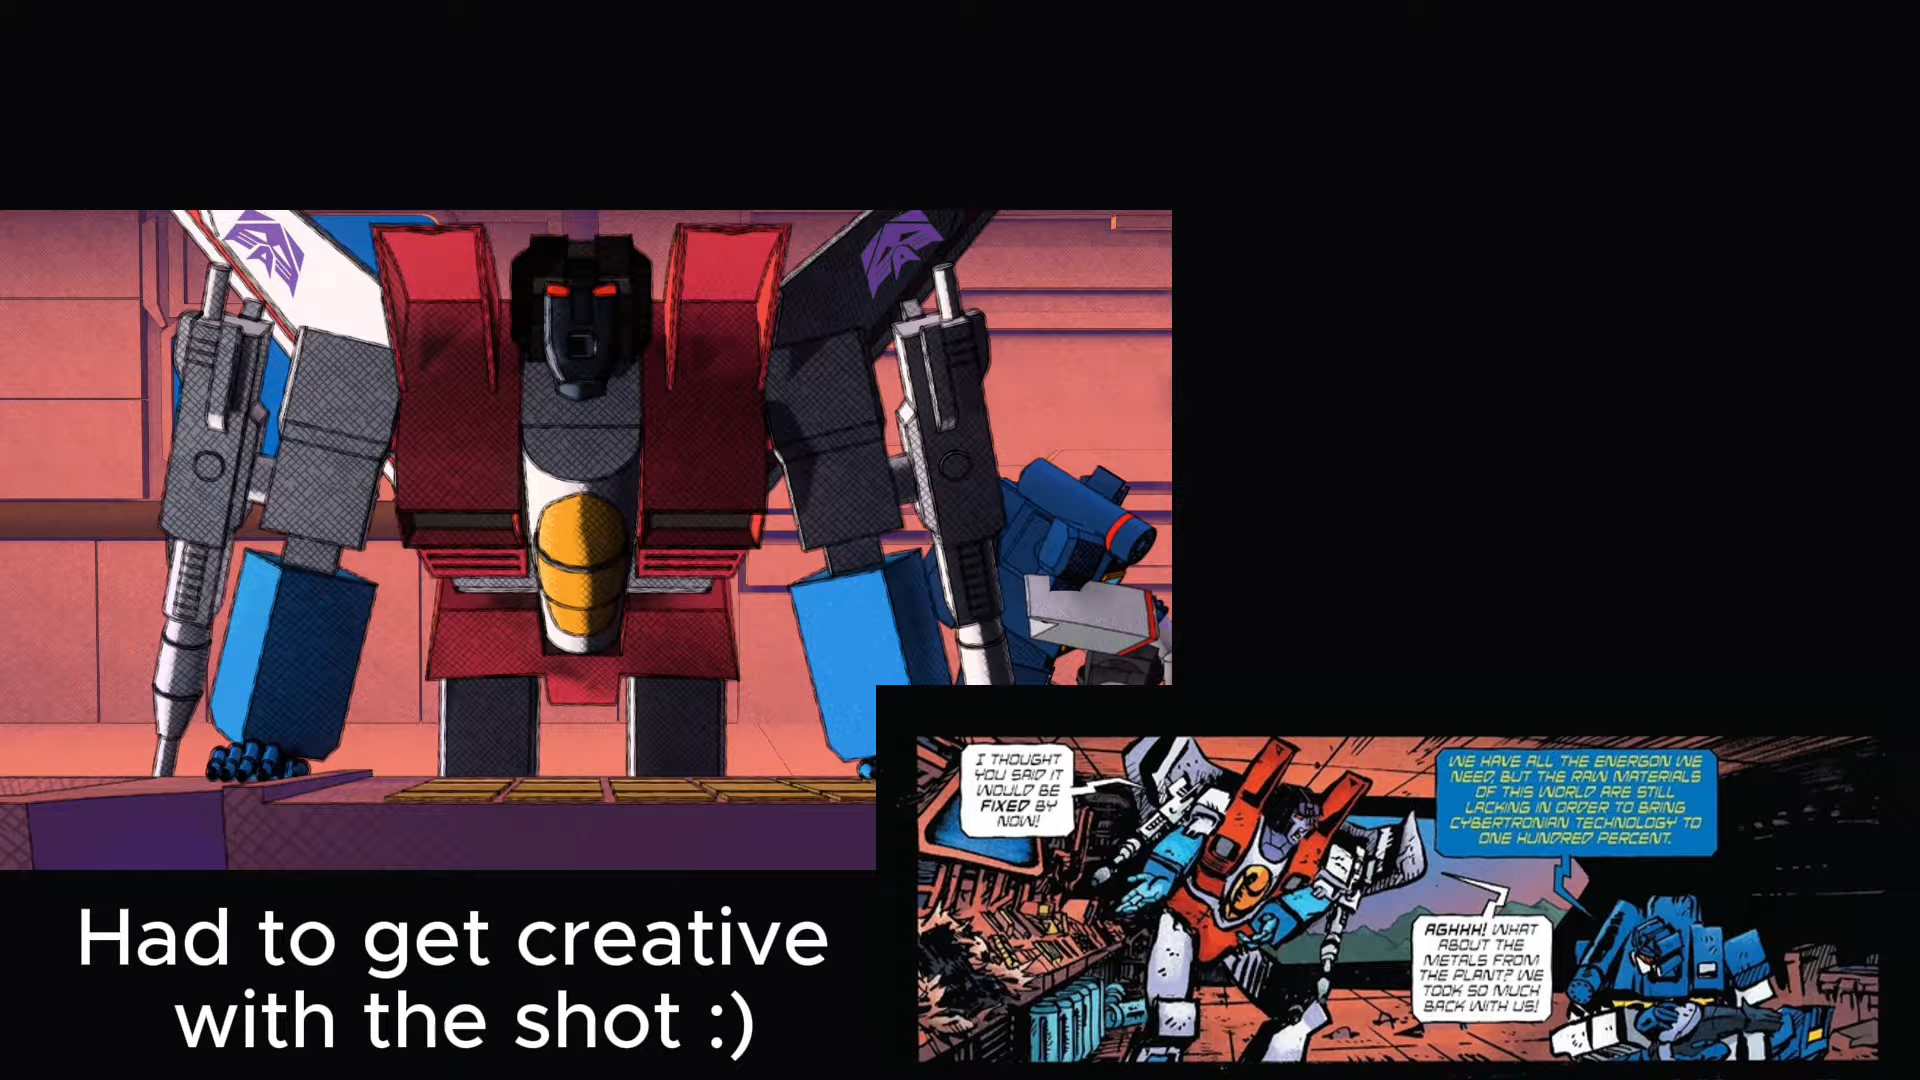 I THOUGHT
YOU SAID IT
WOULD BE
FIXED BY
NOW!
WE HAVE ALL THE ENERGON WE
NEED, BUT THE RAW MATERIALS
OF THIS WORLD ARE STILL
LACKING IN ORDER TO BRING
CYBERTRONIAN TECHNOLOGY TO
ONE HUNDRED PERCENT.
AGHHH! WHAT
ABOUT THE
METALS FROM
THE PLANT? WE
TOOK SO MUCH
BACK WITH US!
Had to get creative
with the shot :)